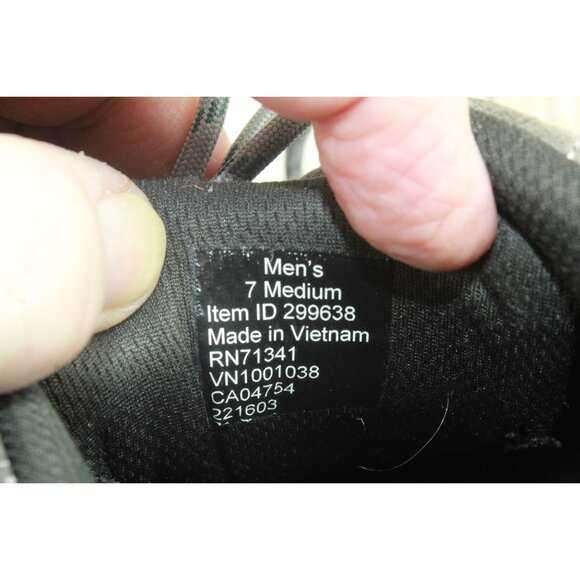 Men's
7 Medium
Item ID 299638
Made in Vietnam
RN71341
VN1001038
CA04754
221603